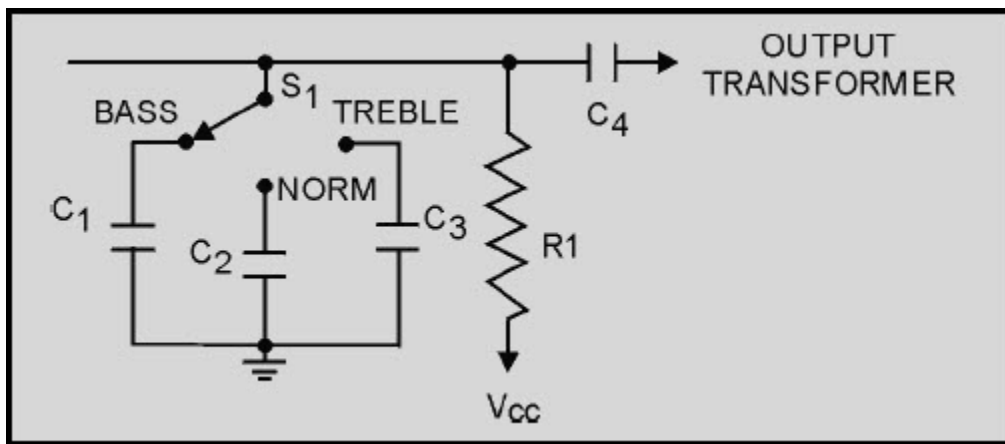 OUTPUT
TRANSFORMER
S1
BASS
TREBLE
C4
NORM
C1
C2
C3
R1
VCC